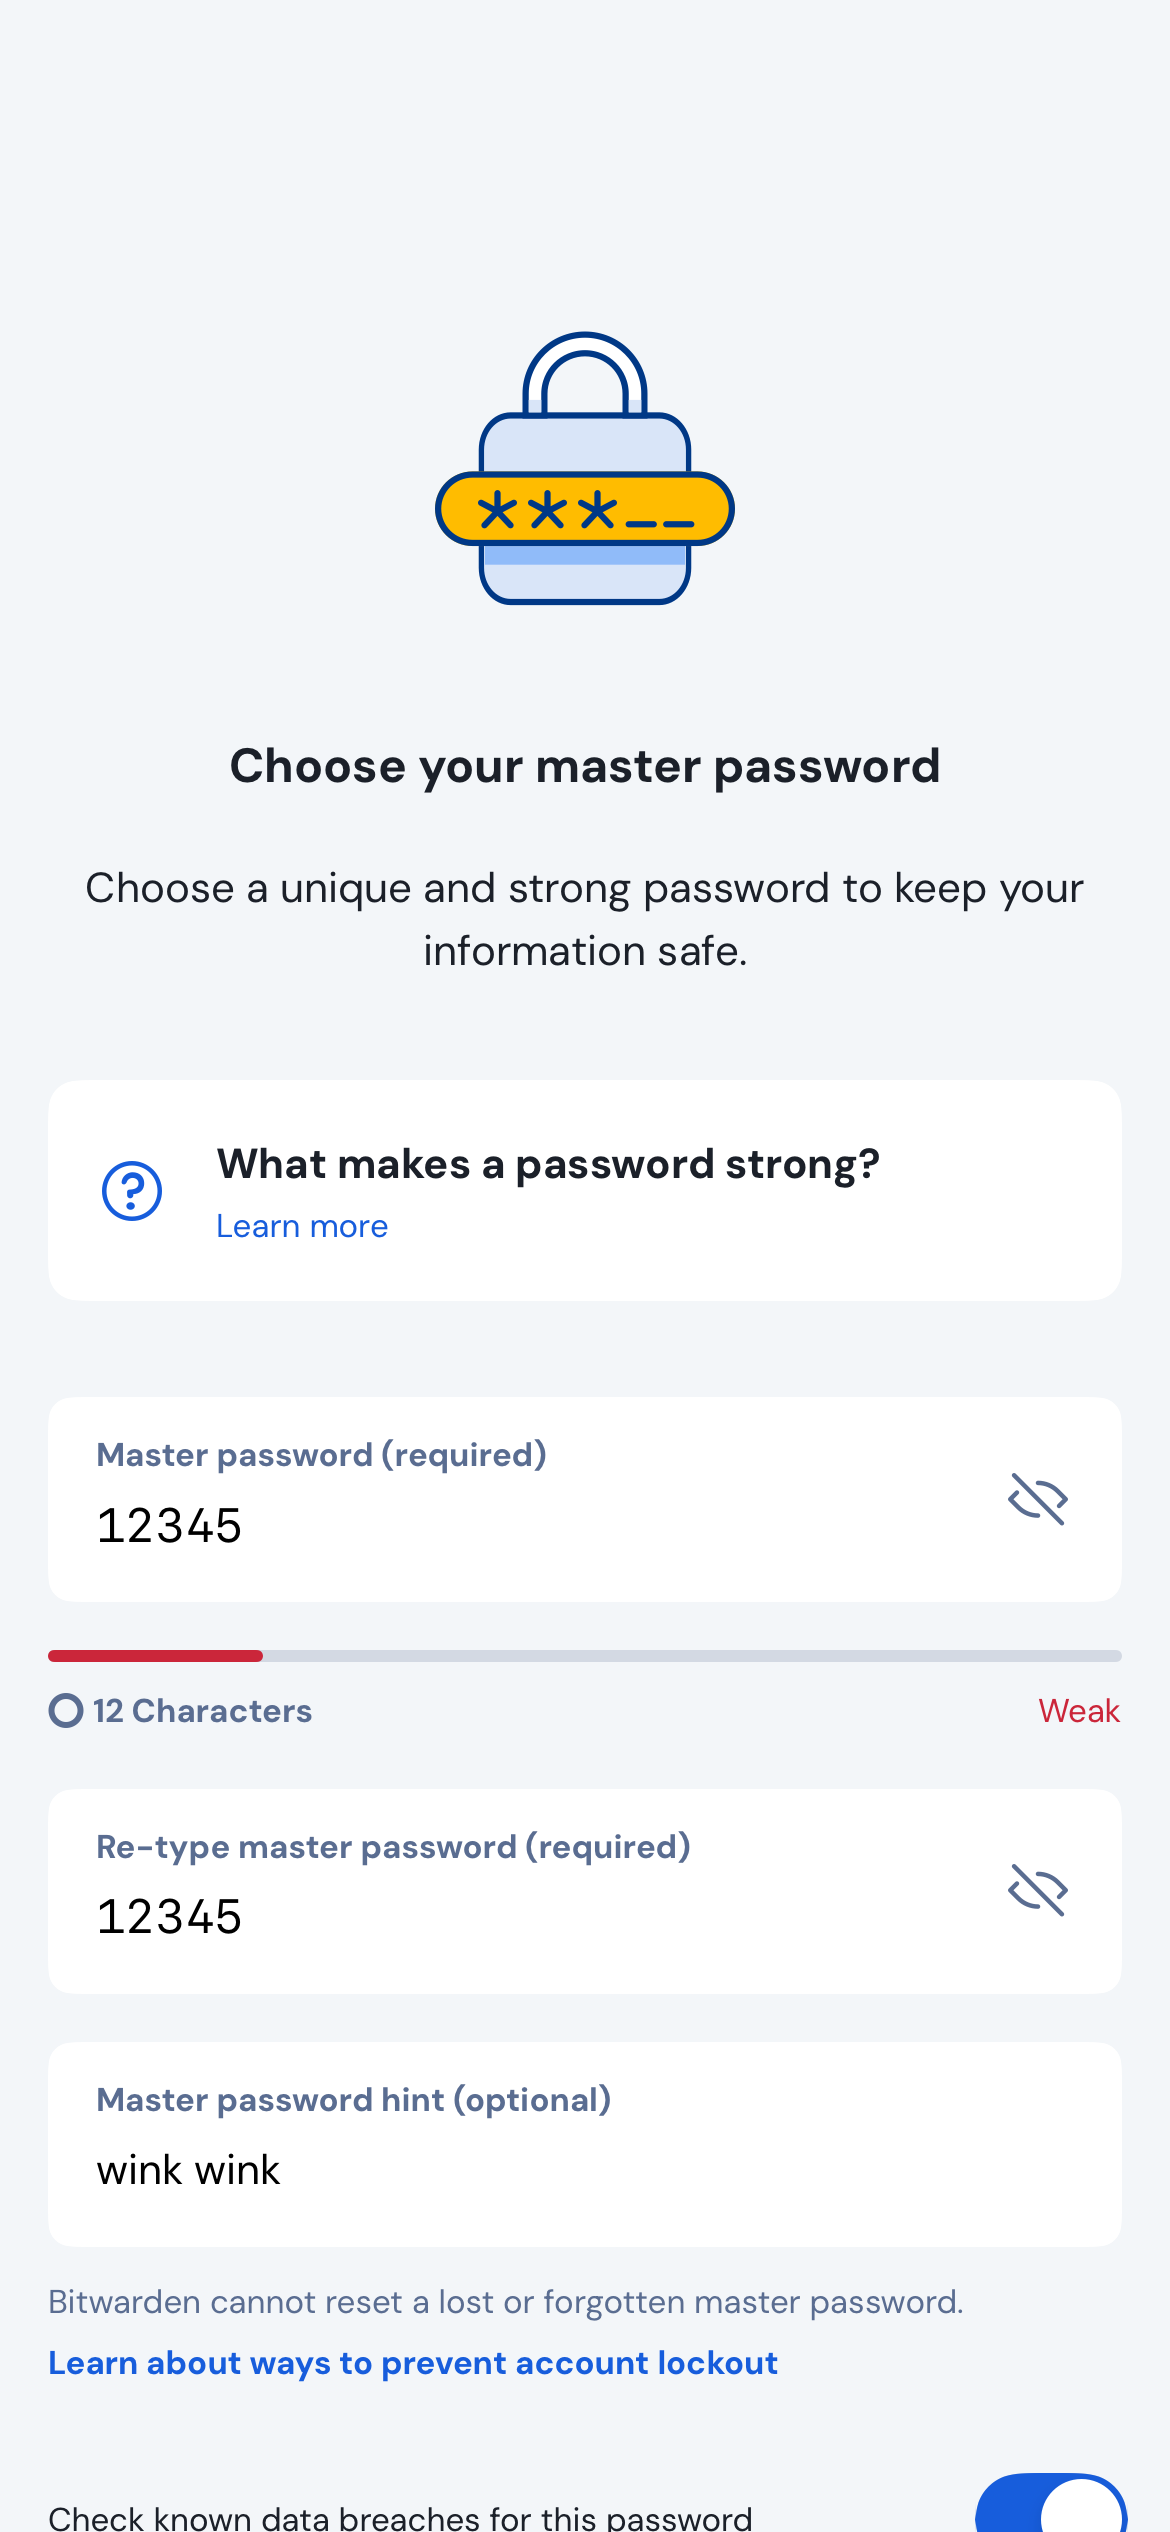 ***__
Choose your master password
Choose a unique and strong password to keep your
information safe.
What makes a password strong?
Learn more
Master password (required)
12345
12 Characters
Weak
Re-type master password (required)
12345
Master password hint (optional)
wink wink
Bitwarden cannot reset a lost or forgotten master password.
Learn about ways to prevent account lockout
Check known data breaches for this password